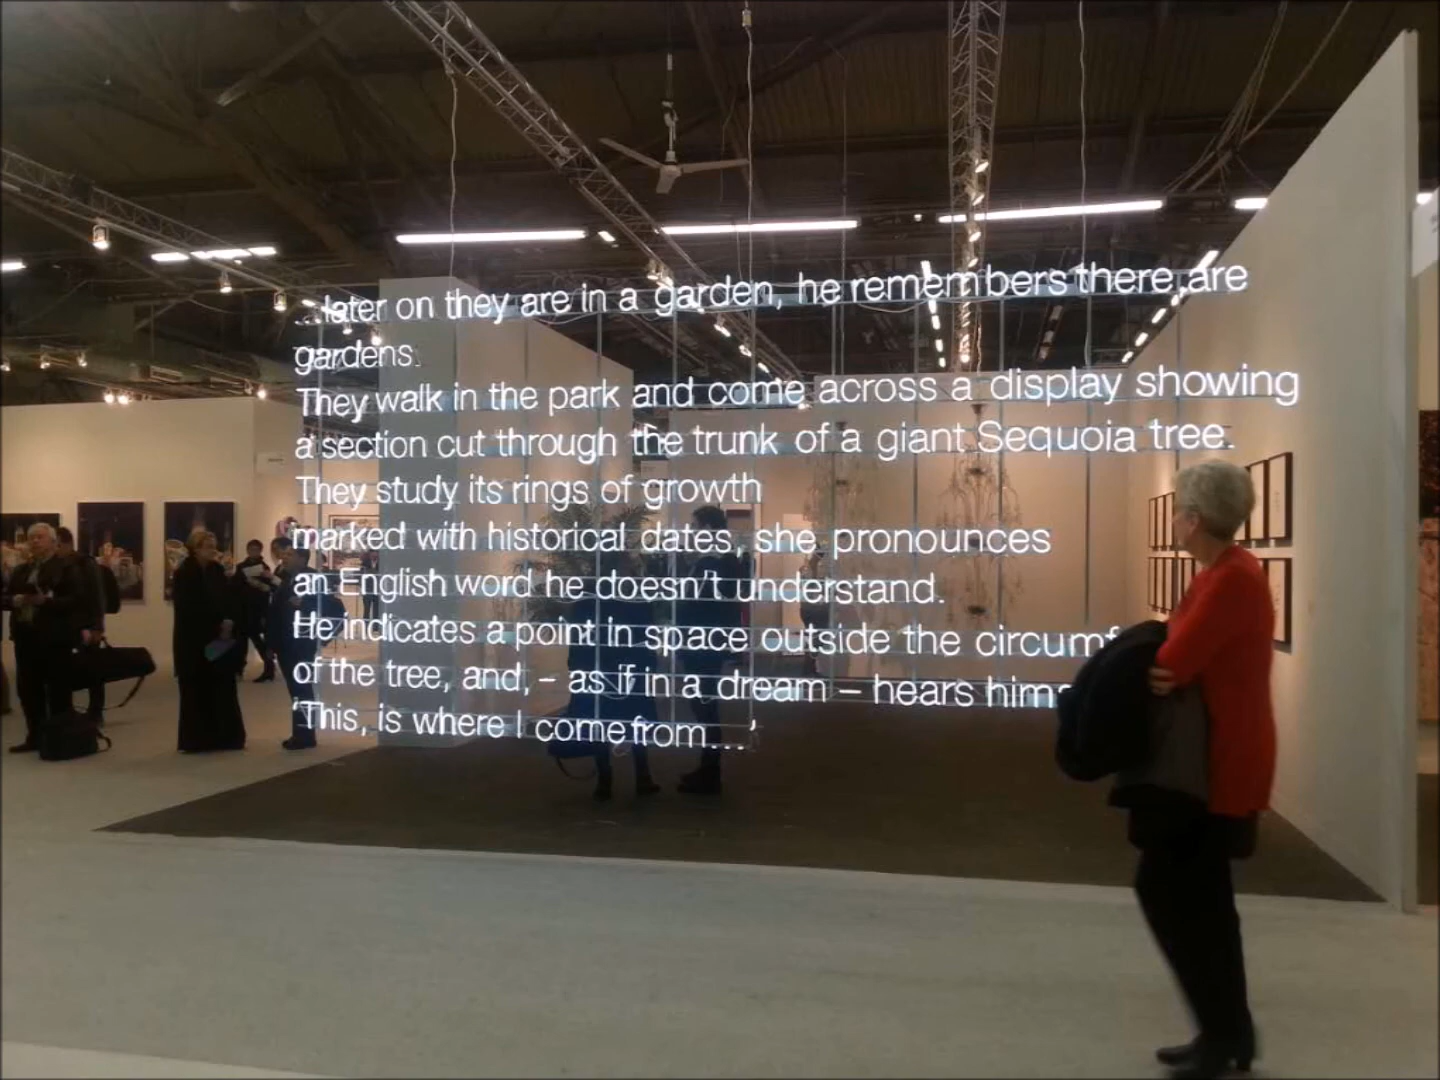 ...later on they are in a garden, he remembers there are
gardens.
They walk in the park and come across a display showing
a section cut through the trunk of a giant Sequoia tree.
They study its rings of growth
marked with historical dates, she pronounces
an English word he doesn't understand.
He indicates a point in space outside the
of the tree, and, – as if in a dream – hears
'This, is where I come from...'